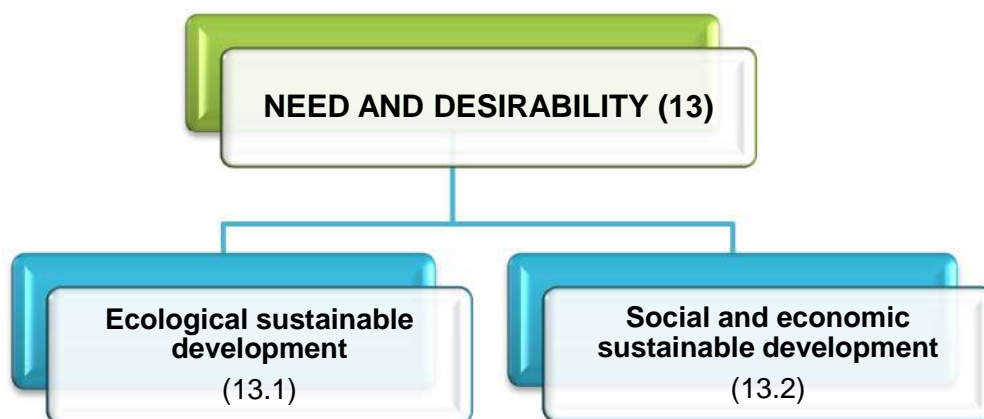 NEED AND DESIRABILITY (13)
Ecological sustainable
development
(13.1)
Social and economic
sustainable development
(13.2)